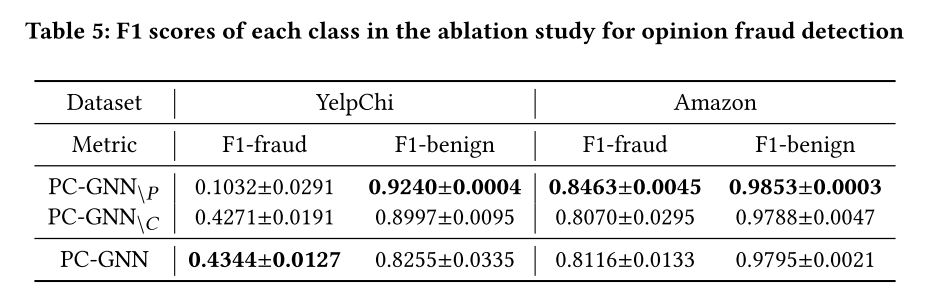 Table 5: F1 scores of each class in the ablation study for opinion fraud detection
Dataset YelpChi Amazon
Metric F1-fraud F1-benign F1-fraud F1-benign
PC-GNN\P 0.1032±0.0291 0.9240±0.0004 0.8463±0.0045 0.9853±0.0003
PC-GNN\C 0.4271±0.0191 0.8997±0.0095 0.8070±0.0295 0.9788±0.0047
PC-GNN 0.4344±0.0127 0.8255±0.0335 0.8116±0.0133 0.9795±0.0021